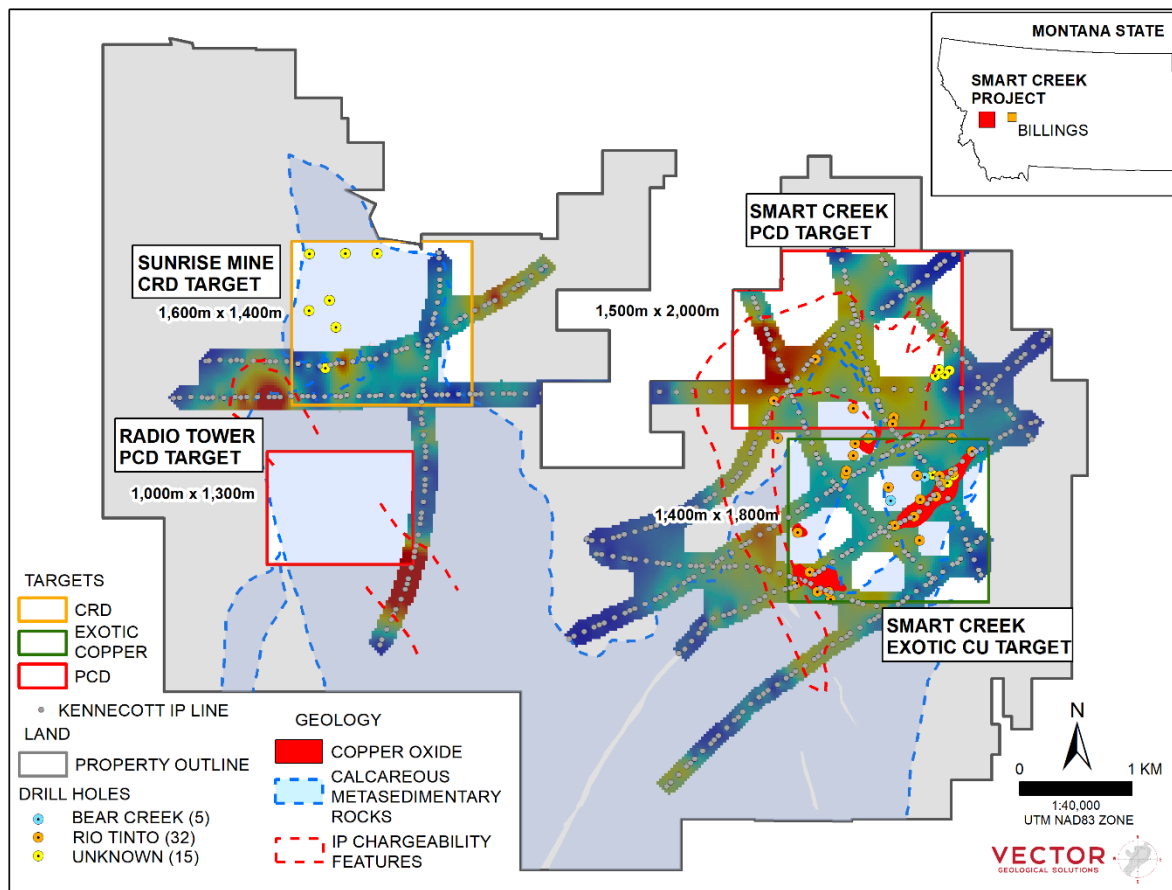 MONTANA STATE
SMART CREEK
PROJECT
BILLINGS
SMART CREEK
PCD TARGET
1,500m x 2,000m
SUNRISE MINE
CRD TARGET
1,600m x 1,400m
RADIO TOWER
PCD TARGET
1,000m x 1,300m
1,400m x 1,800m
SMART CREEK
EXOTIC CU TARGET
TARGETS
CRD
EXOTIC
COPPER
PCD
KENNECOTT IP LINE
LAND
PROPERTY OUTLINE
DRILL HOLES
BEAR CREEK (5)
RIO TINTO (32)
UNKNOWN (15)
GEOLOGY
COPPER OXIDE
CALCAREOUS
METASEDIMENTARY
ROCKS
IP CHARGEABILITY
FEATURES
N
0 1 KM
1:40,000
UTM NAD83 ZONE
VECTOR
GEOLOGICAL SOLUTIONS